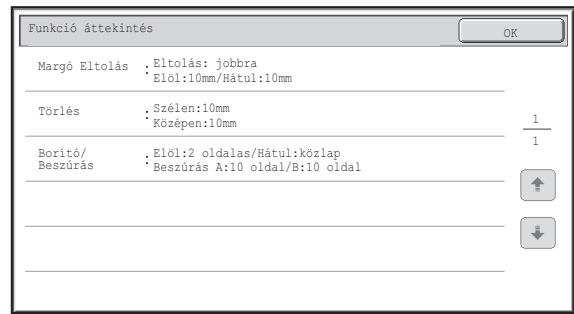 Funkció áttekintés
OK
Margó Eltolás : Eltolás: jobbra
Elöl:10mm/Hátul:10mm
Törlés : Szélen:10mm
Középen:10mm
Borító/
Beszúrás : Elöl:2 oldalas/Hátul:közlap
Beszúrás A:10 oldal/B:10 oldal
1
1